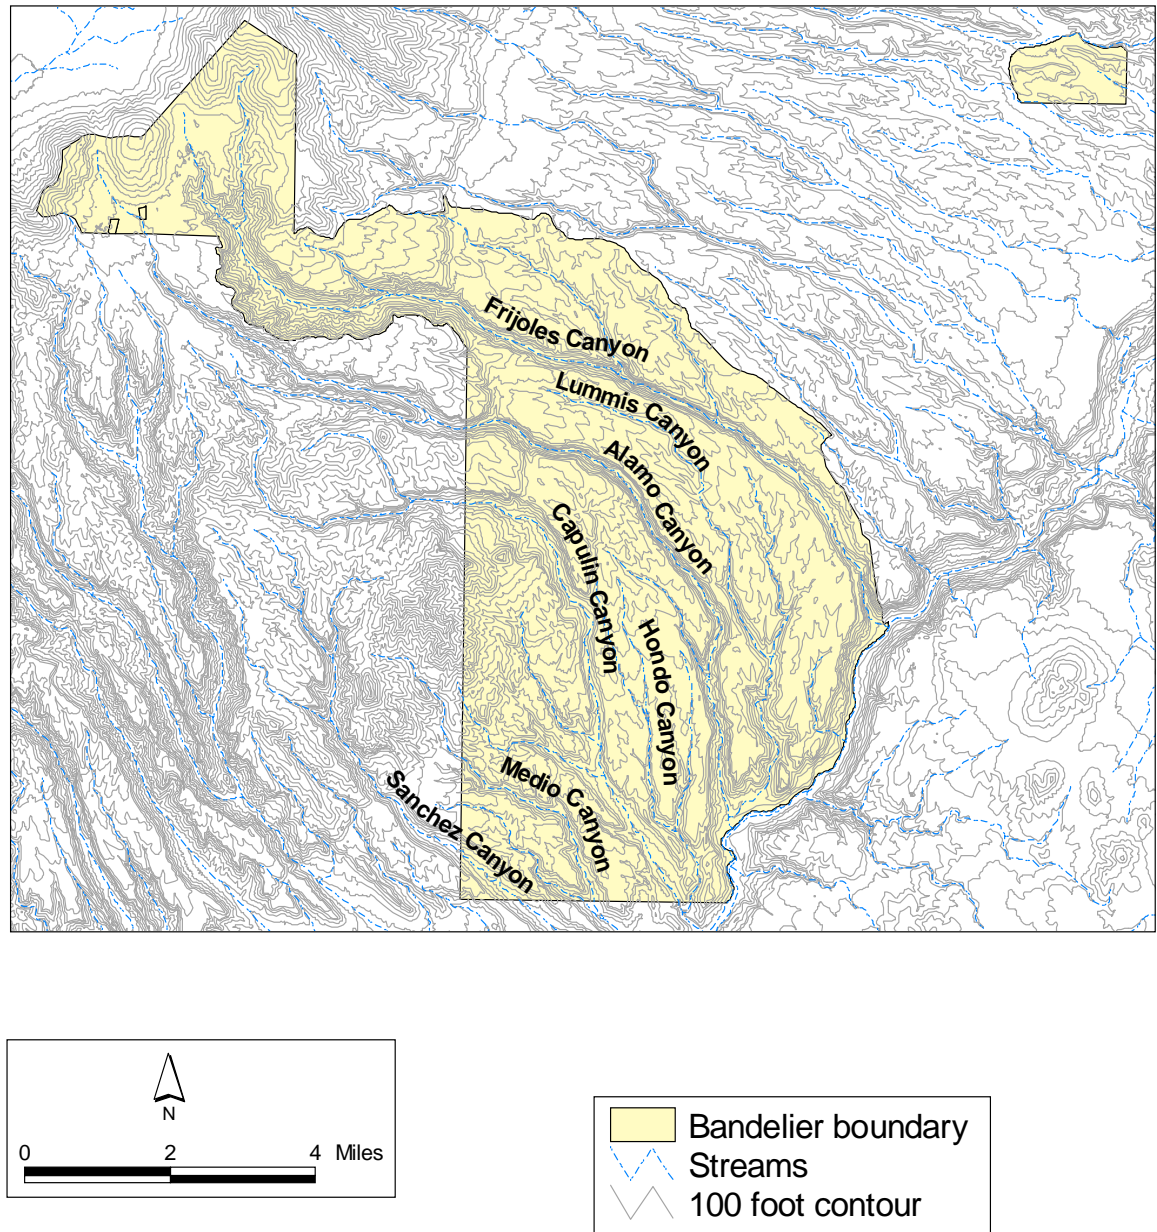 Frijoles Canyon
Lummis Canyon
Alamo Canyon
Capulin Canyon
Hondo Canyon
Medio Canyon
Sanchez Canyon
N
0 2 4 Miles
Bandelier boundary
Streams
100 foot contour